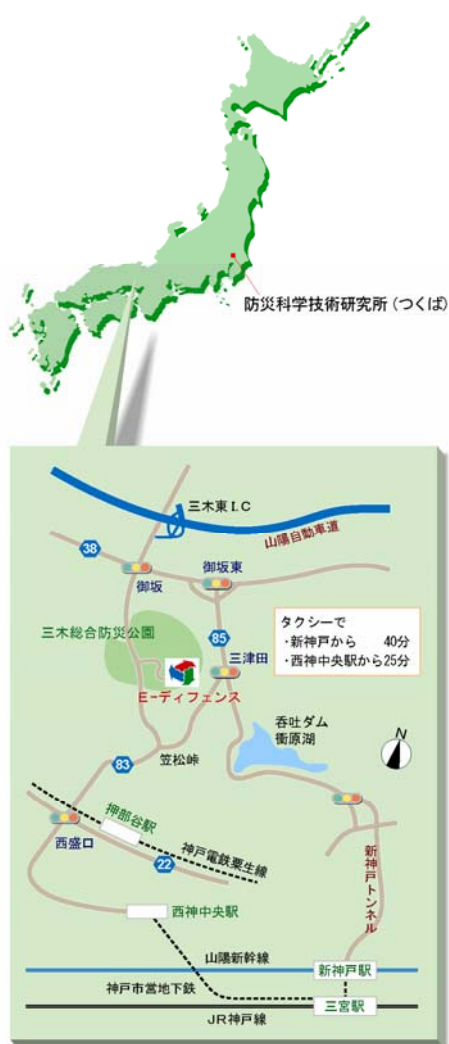 防災科学技術研究所（つくば）
三木東I.C
山陽自動車道
38
御坂
御坂東
三木総合防災公園
85
三津田
タクシーで
・新神戸から　40分
・西神中央駅から25分
E-ディフェンス
呑吐ダム
衝原湖
N
笠松峠
83
押部谷駅
西盛口
神戸電鉄粟生線
22
新神戸トンネル
西神中央駅
山陽新幹線
新神戸駅
神戸市営地下鉄
三宮駅
JR神戸線